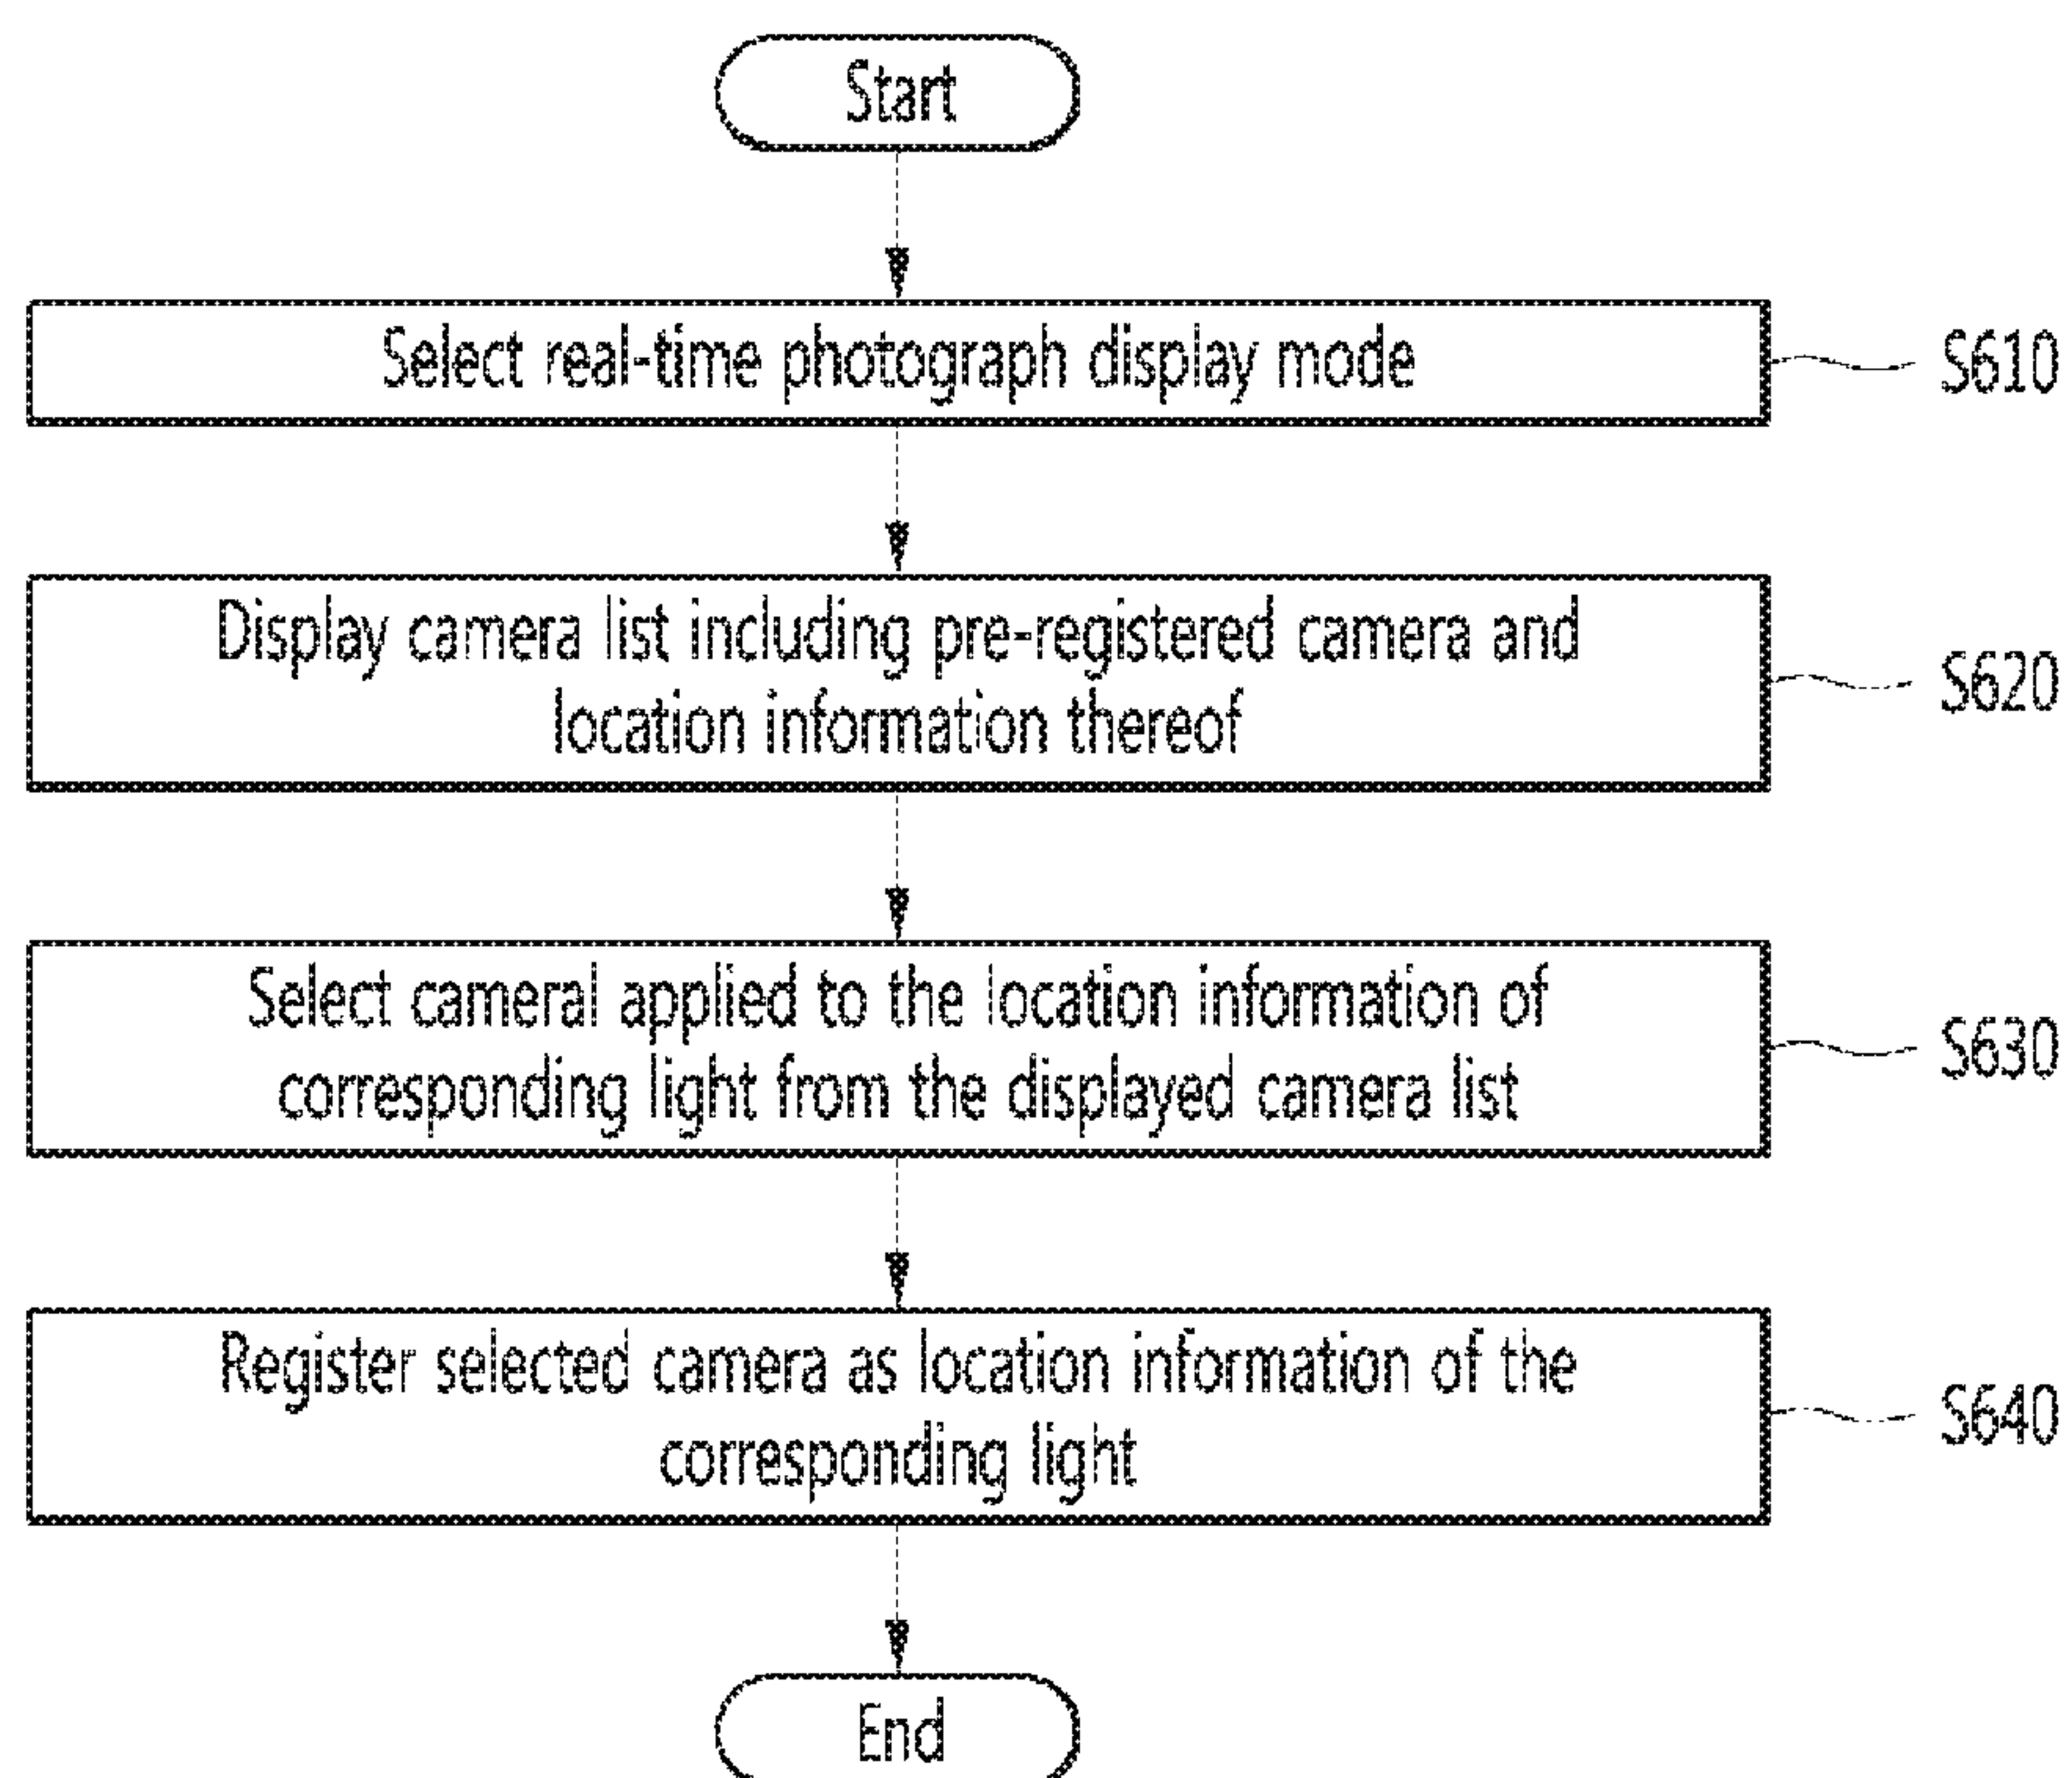 Start
Select real-time photograph display mode
S610
Display camera list including pre-registered camera and
location information thereof
S620
Select cameral applied to the location information of
corresponding light from the displayed camera list
S630
Register selected camera as location information of the
corresponding light
S640
End